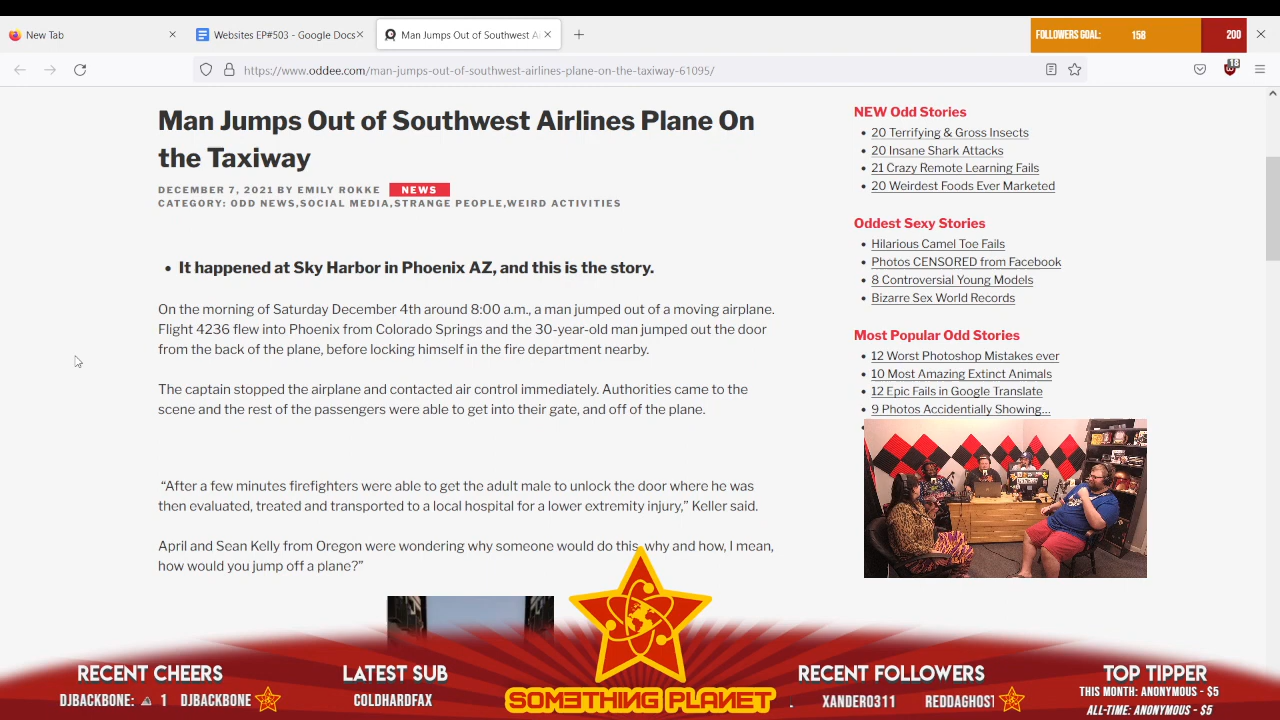 New Tab
Websites EP#503 - Google Docs
Man Jumps Out of Southwest A
FOLLOWERS GOAL: 158 200
https://www.oddee.com/man-jumps-out-of-southwest-airlines-plane-on-the-taxiway-61095/
18
Man Jumps Out of Southwest Airlines Plane On
the Taxiway
DECEMBER 7, 2021 BY EMILY ROKKE NEWS
CATEGORY: ODD NEWS,SOCIAL MEDIA,STRANGE PEOPLE,WEIRD ACTIVITIES
• It happened at Sky Harbor in Phoenix AZ, and this is the story.
On the morning of Saturday December 4th around 8:00 a.m., a man jumped out of a moving airplane.
Flight 4236 flew into Phoenix from Colorado Springs and the 30-year-old man jumped out the door
from the back of the plane, before locking himself in the fire department nearby.
The captain stopped the airplane and contacted air control immediately. Authorities came to the
scene and the rest of the passengers were able to get into their gate, and off of the plane.
“After a few minutes firefighters were able to get the adult male to unlock the door where he was
then evaluated, treated and transported to a local hospital for a lower extremity injury,” Keller said.
April and Sean Kelly from Oregon were wondering why someone would do this, why and how, I mean,
how would you jump off a plane?”
NEW Odd Stories
• 20 Terrifying & Gross Insects
• 20 Insane Shark Attacks
• 21 Crazy Remote Learning Fails
• 20 Weirdest Foods Ever Marketed
Oddest Sexy Stories
• Hilarious Camel Toe Fails
• Photos CENSORED from Facebook
• 8 Controversial Young Models
• Bizarre Sex World Records
Most Popular Odd Stories
• 12 Worst Photoshop Mistakes ever
• 10 Most Amazing Extinct Animals
• 12 Epic Fails in Google Translate
• 9 Photos Accidentially Showing...
RECENT CHEERS
DJBACKBONE: 1 DJBACKBONE
LATEST SUB
COLDHARDFAX
SOMETHING PLANET
RECENT FOLLOWERS
. XANDER0311 REDDAGHOST
TOP TIPPER
THIS MONTH: ANONYMOUS - $5
ALL-TIME: ANONYMOUS - $5